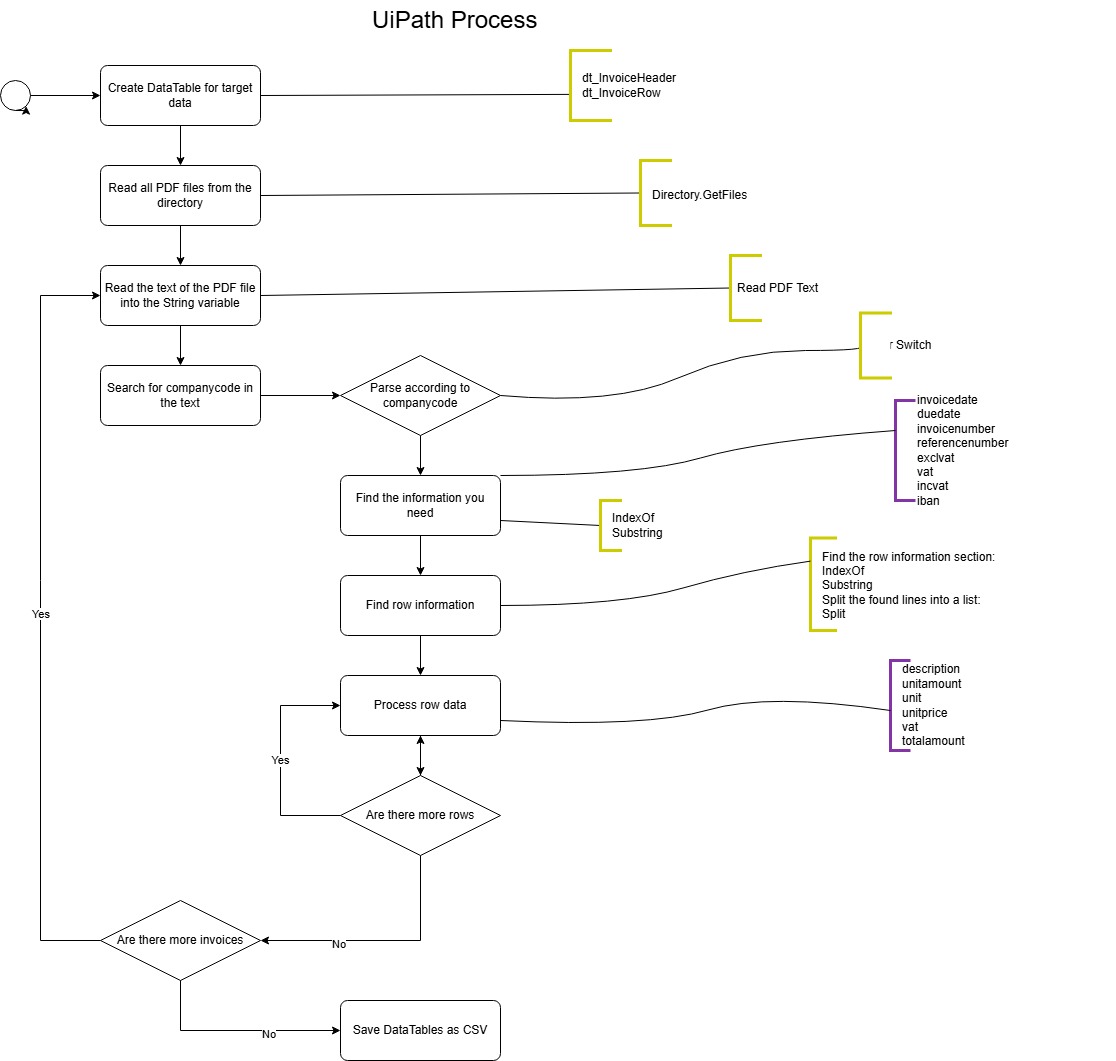 UiPath Process
Create DataTable for target
data
dt_InvoiceHeader
dt_InvoiceRow
Read all PDF files from the
directory
Directory.GetFiles
Read the text of the PDF file
into the String variable
Read PDF Text
Search for companycode in
the text
Parse according to
companycode
Switch
Find the information you
need
invoicedate
duedate
invoicenumber
referencenumber
exclvat
vat
incvat
iban
IndexOf
Substring
Find row information
Find the row information section:
IndexOf
Substring
Split the found lines into a list:
Split
Process row data
description
unitamount
unit
unitprice
vat
totalamount
Yes
Yes
Are there more rows
Are there more invoices
No
No
Save DataTables as CSV